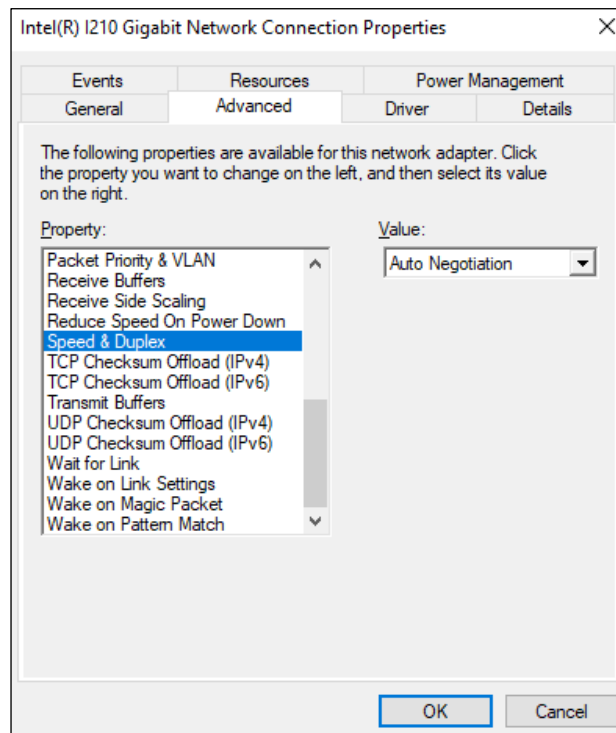 Intel(R) I210 Gigabit Network Connection Properties
Events
Resources
Power Management
General
Advanced
Driver
Details
The following properties are available for this network adapter. Click
the property you want to change on the left, and then select its value
on the right.
Property:
Value:
Packet Priority & VLAN
Receive Buffers
Receive Side Scaling
Reduce Speed On Power Down
Speed & Duplex
TCP Checksum Offload (IPv4)
TCP Checksum Offload (IPv6)
Transmit Buffers
UDP Checksum Offload (IPv4)
UDP Checksum Offload (IPv6)
Wait for Link
Wake on Link Settings
Wake on Magic Packet
Wake on Pattern Match
Auto Negotiation
OK
Cancel